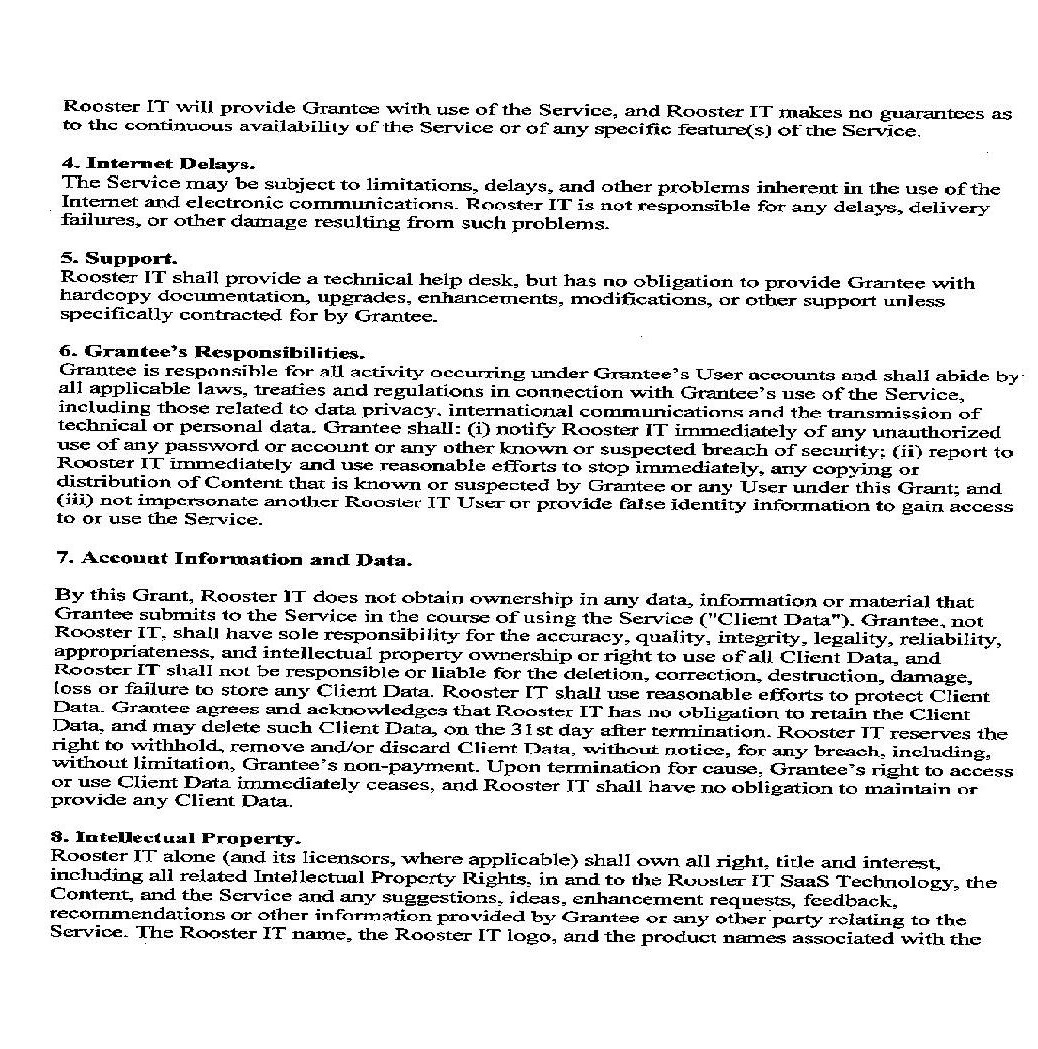 Rooster IT will provide Grantee with use of the Service, and Rooster IT makes no guarantees as
to the continuous availability of the Service or of any specific feature(s) of the Service.
4. Internet Delays.
The Service may be subject to limitations, delays, and other problems inherent in the use of the
Internet and electronic communications. Rooster IT is not responsible for any delays, delivery
failures, or other damage resulting from such problems.
5. Support.
Rooster IT shall provide a technical help desk, but has no obligation to provide Grantee with
hardcopy documentation, upgrades, enhancements, modifications, or other support unless
specifically contracted for by Grantee.
6. Grantee's Responsibilities.
Grantee is responsible for all activity occurring under Grantee's User accounts and shall abide by
all applicable laws, treaties and regulations in connection with Grantee's use of the Service,
including those related to data privacy, international communications and the transmission of
technical or personal data. Grantee shall: (i) notify Rooster IT immediately of any unauthorized
use of any password or account or any other known or suspected breach of security; (ii) report to
Rooster IT immediately and use reasonable efforts to stop immediately, any copying or
distribution of Content that is known or suspected by Grantee or any User under this Grant; and
(iii) not impersonate another Rooster IT User or provide false identity information to gain access
to or use the Service.
7. Account Information and Data.
By this Grant, Rooster IT does not obtain ownership in any data, information or material that
Grantee submits to the Service in the course of using the Service ("Client Data"). Grantee, not
Rooster IT, shall have sole responsibility for the accuracy, quality, integrity, legality, reliability,
appropriateness, and intellectual property ownership or right to use of all Client Data, and
Rooster IT shall not be responsible or liable for the deletion, correction, destruction, damage,
loss or failure to store any Client Data. Rooster IT shall use reasonable efforts to protect Client
Data. Grantee agrees and acknowledges that Rooster IT has no obligation to retain the Client
Data, and may delete such Client Data, on the 31st day after termination. Rooster IT reserves the
right to withhold, remove and/or discard Client Data, without notice, for any breach, including,
without limitation, Grantee's non-payment. Upon termination for cause, Grantee's right to access
or use Client Data immediately ceases, and Rooster IT shall have no obligation to maintain or
provide any Client Data.
8. Intellectual Property.
Rooster IT alone (and its licensors, where applicable) shall own all right, title and interest,
including all related Intellectual Property Rights, in and to the Rooster IT SaaS Technology, the
Content, and the Service and any suggestions, ideas, enhancement requests, feedback,
recommendations or other information provided by Grantee or any other party relating to the
Service. The Rooster IT name, the Rooster IT logo, and the product names associated with the